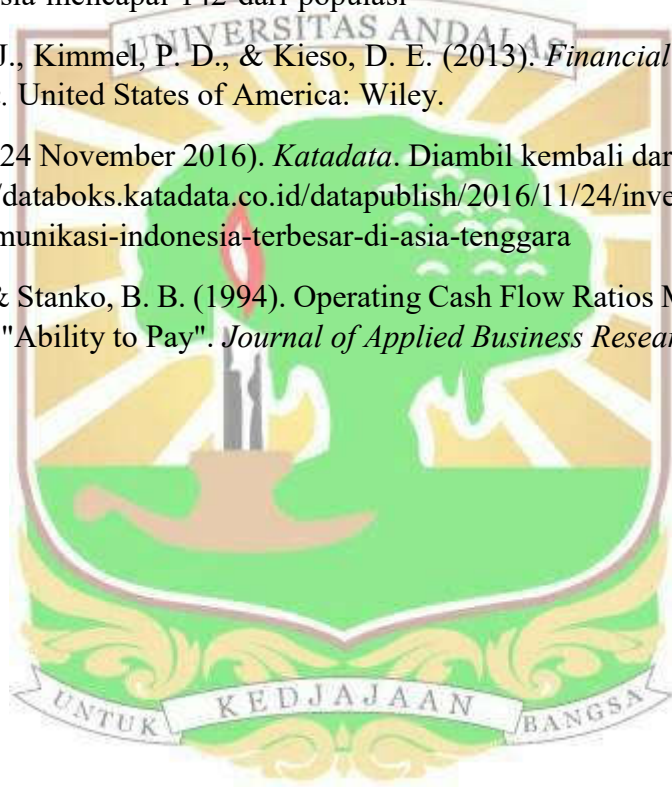 sia mencapai 142 dari populasi
UNIVERSITAS ANDALAS
J., Kimmel, P. D., & Kieso, D. E. (2013). Financial
. United States of America: Wiley.
24 November 2016). Katadata. Diambil kembali dar
/databoks.katadata.co.id/datapublish/2016/11/24/inve
munikasi-indonesia-terbesar-di-asia-tenggara
& Stanko, B. B. (1994). Operating Cash Flow Ratios M
"Ability to Pay". Journal of Applied Business Resear
UNTUK KEDJAJAAN BANGSA